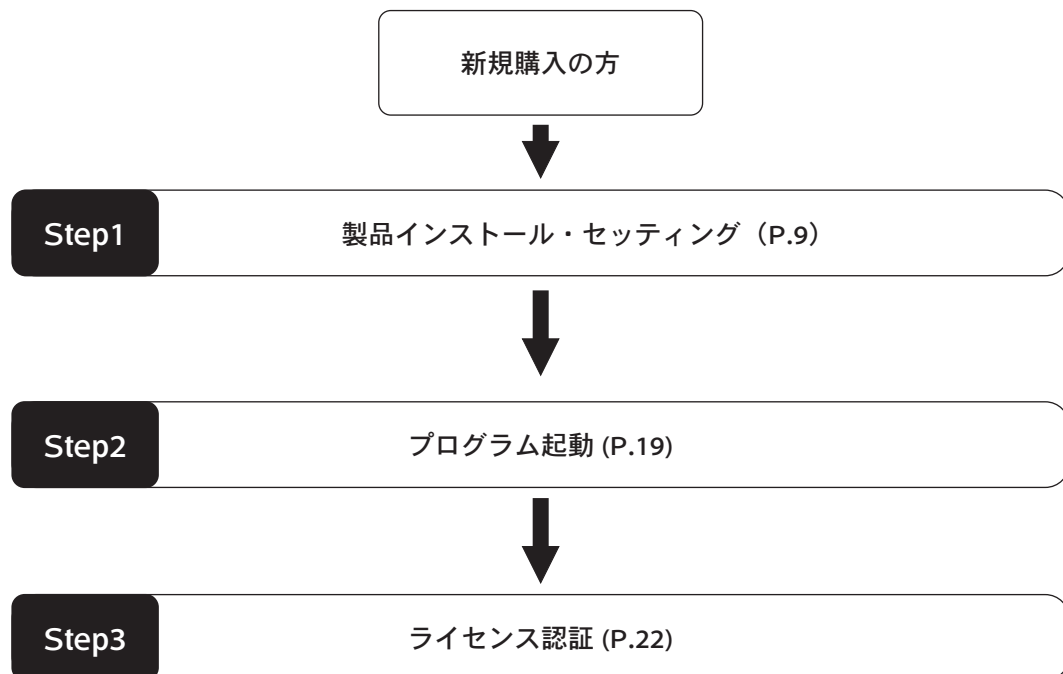 新規購入の方
Step1
製品インストール・セッティング（P.9）
Step2
プログラム起動 (P.19)
Step3
ライセンス認証 (P.22)